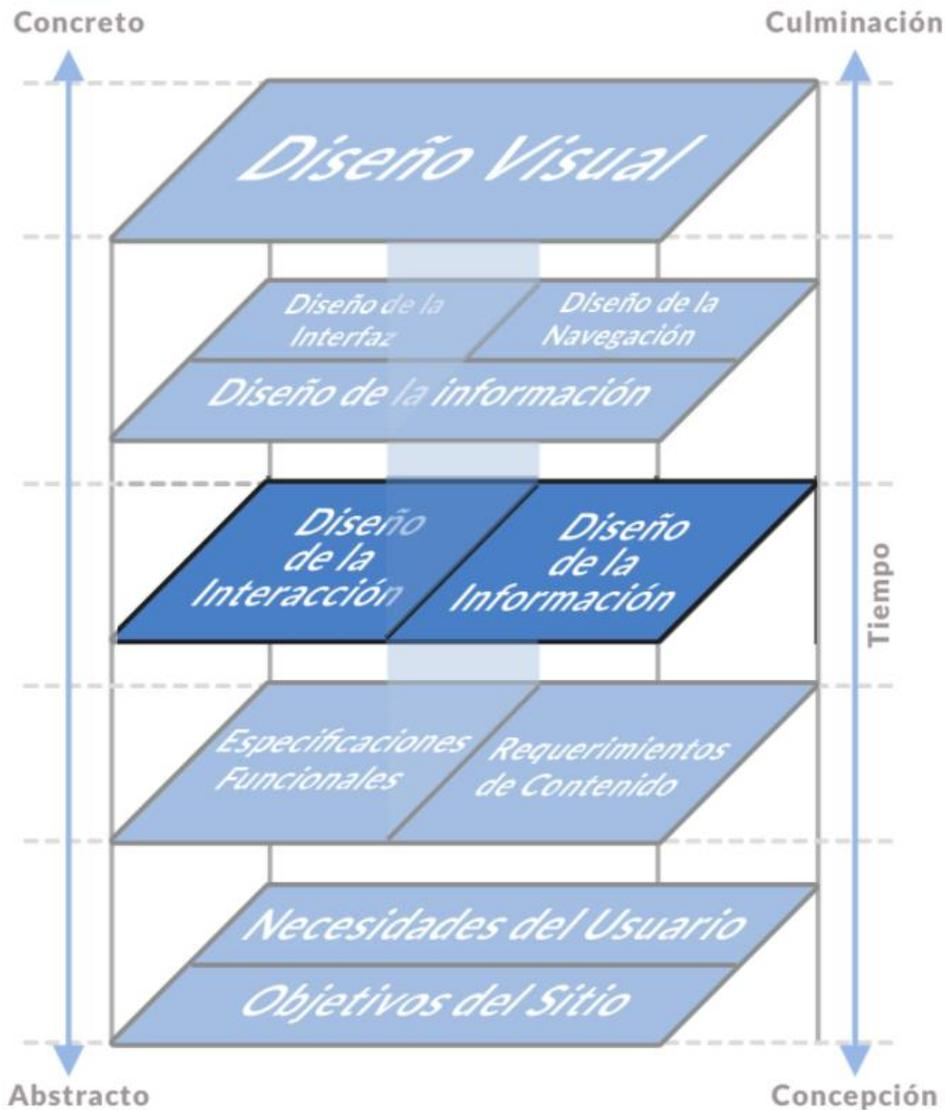 Concreto
Culminación
Diseño Visual
Diseño de la
Interfaz
Diseño de la
Navegación
Diseño de la información
Diseño
de la
Interacción
Diseño
de la
Información
Tiempo
Especificaciones
Funcionales
Requerimientos
de Contenido
Necesidades del Usuario
Objetivos del Sitio
Abstracto
Concepción